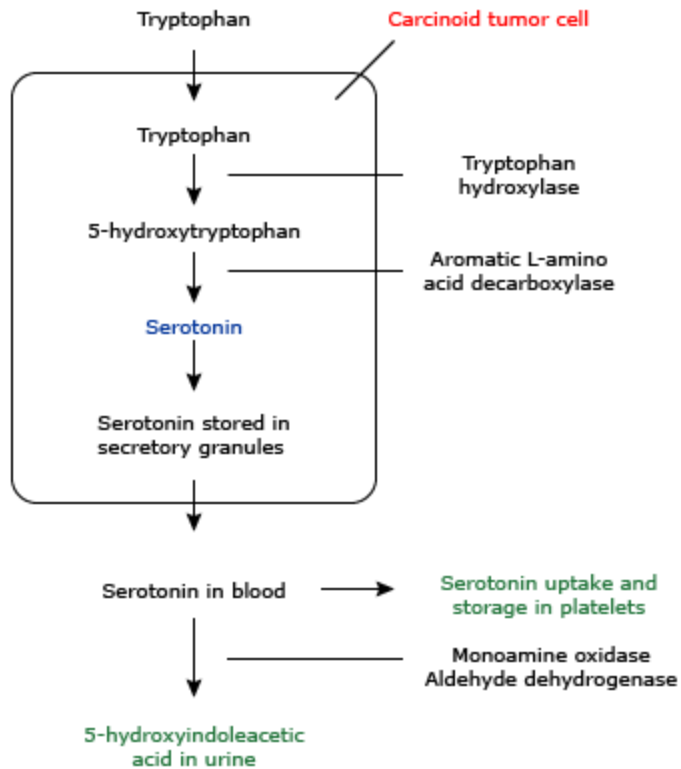 Tryptophan
Carcinoid tumor cell
Tryptophan
Tryptophan
hydroxylase
5-hydroxytryptophan
Aromatic L-amino
acid decarboxylase
Serotonin
Serotonin stored in
secretory granules
Serotonin in blood
Serotonin uptake and
storage in platelets
Monoamine oxidase
Aldehyde dehydrogenase
5-hydroxyindoleacetic
acid in urine